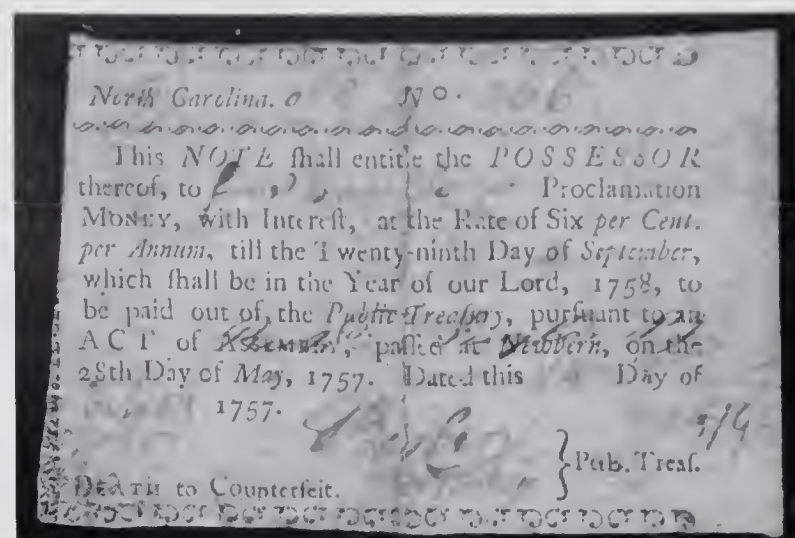 North Carolina. No.
This NOTE ſhall entitle the POSSESSOR
thereof, to Proclamation
MONEY, with Intereſt, at the Rate of Six per Cent.
per Annum, till the Twenty-ninth Day of September,
which ſhall be in the Year of our Lord, 1758, to
be paid out of, the Public Treaſury, purſuant to an
ACT of ASSEMBLY, paſſed at Newbern, on the
28th Day of May, 1757. Dated this Day of
1757.
} Pub. Treaſ.
DEATH to Counterfeit.